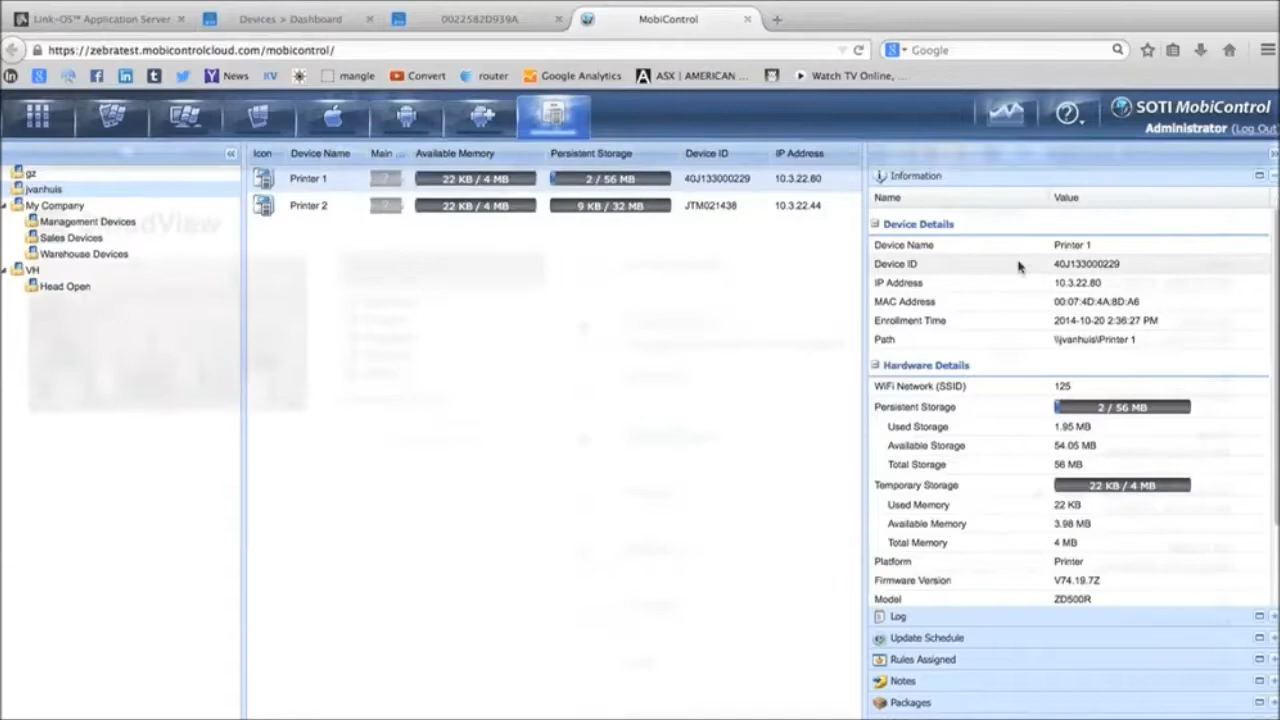 Link-OS™ Application Server
Devices > Dashboard
0022582D939A
MobiControl
https://zebratest.mobicontrolcloud.com/mobicontrol/
Google
News
KV
mangle
Convert
router
Google Analytics
ASX | AMERICAN ...
Watch TV Online, ...
SOTI MobiControl
Administrator (Log Out
gz
jvanhuis
My Company
Management Devices
Sales Devices
Warehouse Devices
VH
Head Open
Icon Device Name Main ... Available Memory Persistent Storage Device ID IP Address
Printer 1 22 KB / 4 MB 2 / 56 MB 40J133000229 10.3.22.80
Printer 2 22 KB / 4 MB 9 KB / 32 MB JTM021438 10.3.22.44
Information
Name Value
Device Details
Device Name Printer 1
Device ID 40J133000229
IP Address 10.3.22.80
MAC Address 00:07:4D:4A:8D:A6
Enrollment Time 2014-10-20 2:36:27 PM
Path \\jvanhuis\Printer 1
Hardware Details
WiFi Network (SSID) 125
Persistent Storage 2 / 56 MB
Used Storage 1.95 MB
Available Storage 54.05 MB
Total Storage 56 MB
Temporary Storage 22 KB / 4 MB
Used Memory 22 KB
Available Memory 3.98 MB
Total Memory 4 MB
Platform Printer
Firmware Version V74.19.7Z
Model ZD500R
Log
Update Schedule
Rules Assigned
Notes
Packages